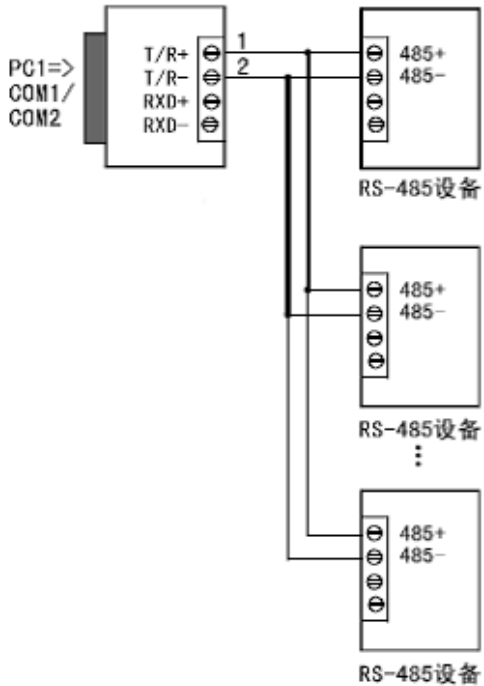 PC1=>
COM1/
COM2
T/R+
T/R-
RXD+
RXD-
1
2
485+
485-
RS-485设备
485+
485-
RS-485设备
⋮
485+
485-
RS-485设备